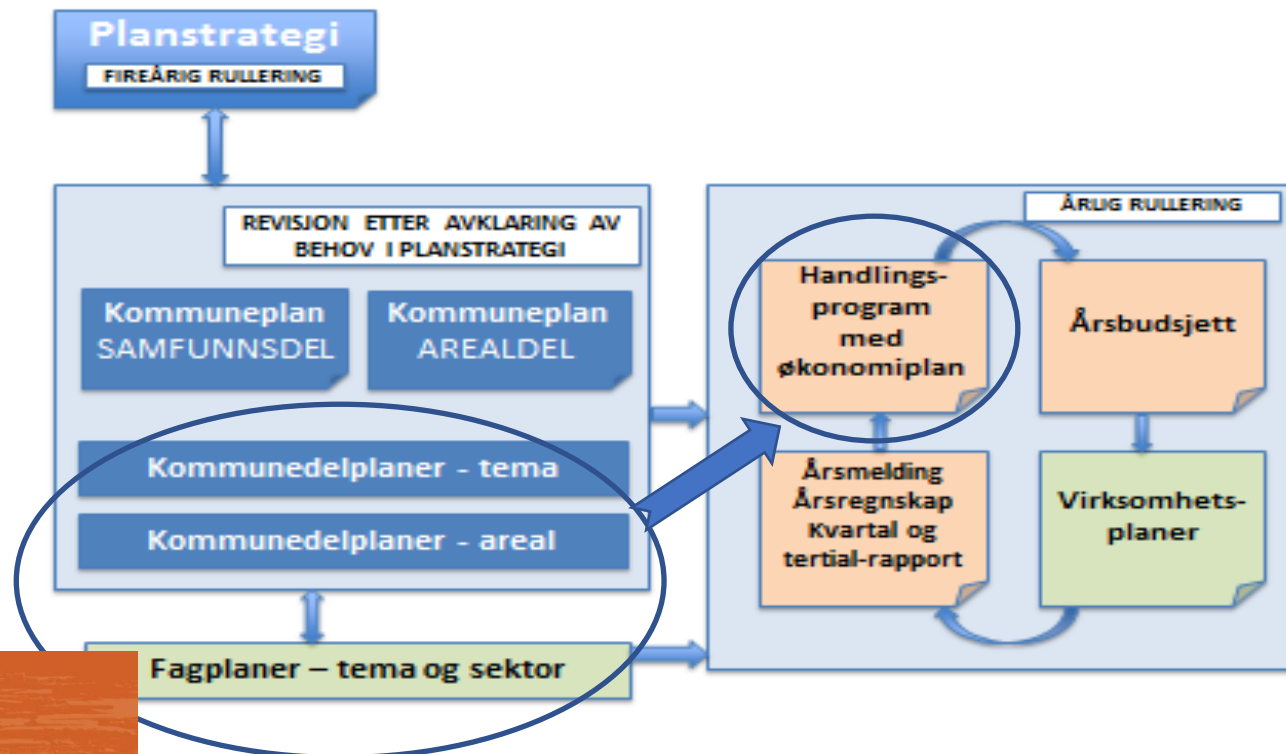 Planstrategi
FIREÅRIG RULLERING
REVISJON ETTER AVKLARING AV
BEHOV I PLANSTRATEGI
Kommuneplan
SAMFUNNSDEL
Kommuneplan
AREALDEL
Kommunedelplaner - tema
Kommunedelplaner - areal
Fagplaner – tema og sektor
ÅRLIG RULLERING
Handlings-
program
med
økonomiplan
Årsbudsjett
Årsmelding
Årsregnskap
Kvartal og
tertial-rapport
Virksomhets-
planer